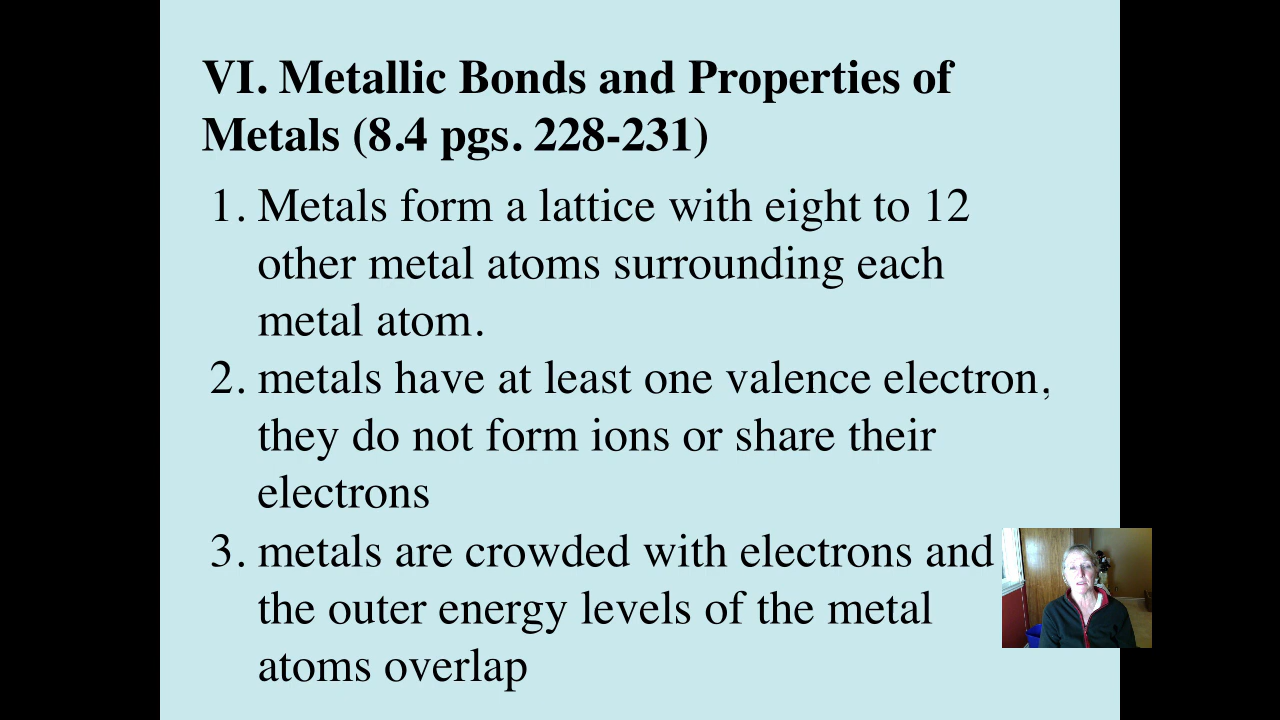 VI. Metallic Bonds and Properties of
Metals (8.4 pgs. 228-231)
1. Metals form a lattice with eight to 12
other metal atoms surrounding each
metal atom.
2. metals have at least one valence electron,
they do not form ions or share their
electrons
3. metals are crowded with electrons and
the outer energy levels of the metal
atoms overlap